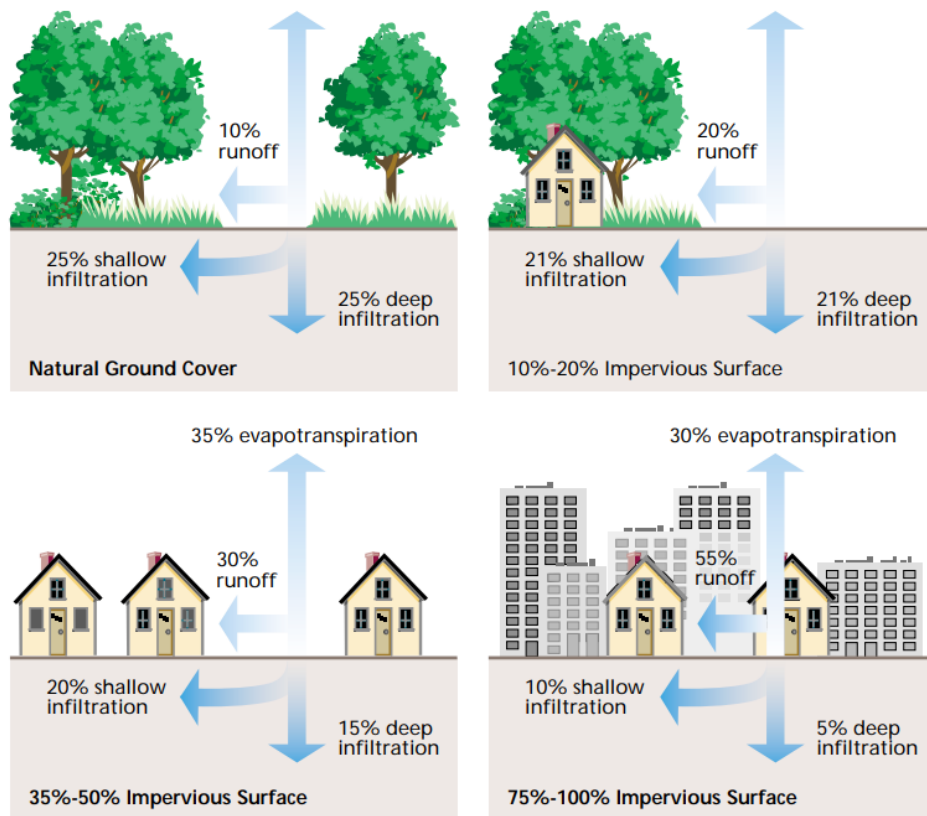 10%
runoff
25% shallow
infiltration
25% deep
infiltration
Natural Ground Cover
20%
runoff
21% shallow
infiltration
21% deep
infiltration
10%-20% Impervious Surface
35% evapotranspiration
30%
runoff
20% shallow
infiltration
15% deep
infiltration
35%-50% Impervious Surface
30% evapotranspiration
55%
runoff
10% shallow
infiltration
5% deep
infiltration
75%-100% Impervious Surface